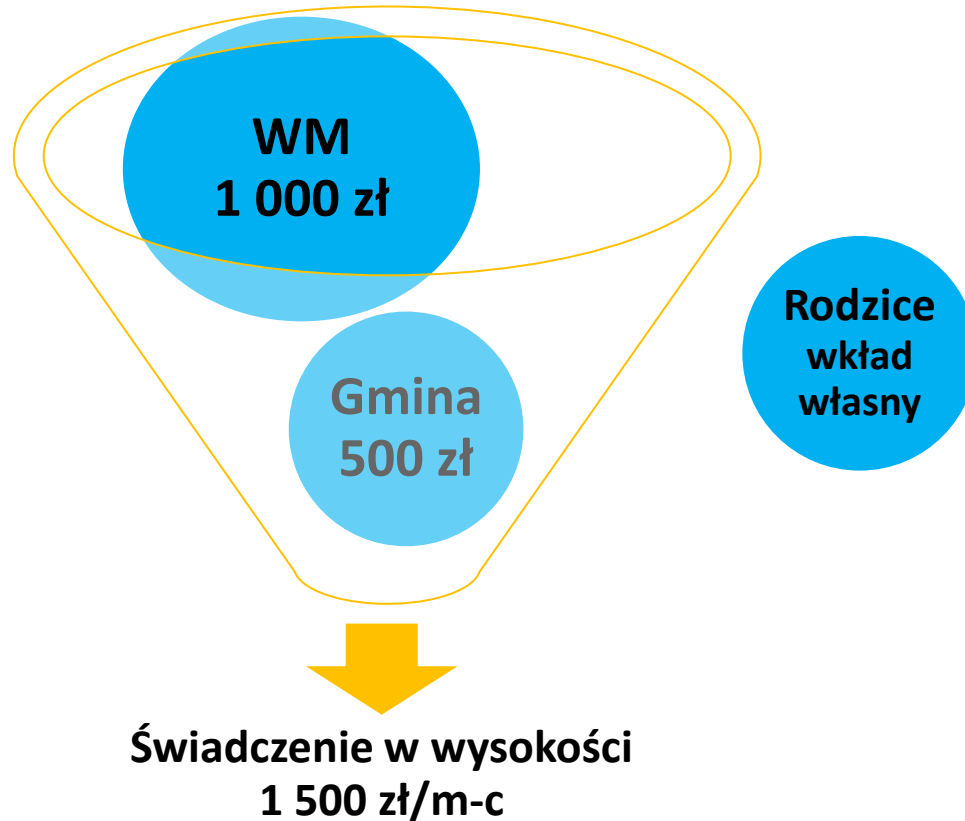 WM
1 000 zł
Gmina
500 zł
Rodzice
wkład
własny
Świadczenie w wysokości
1 500 zł/m-c